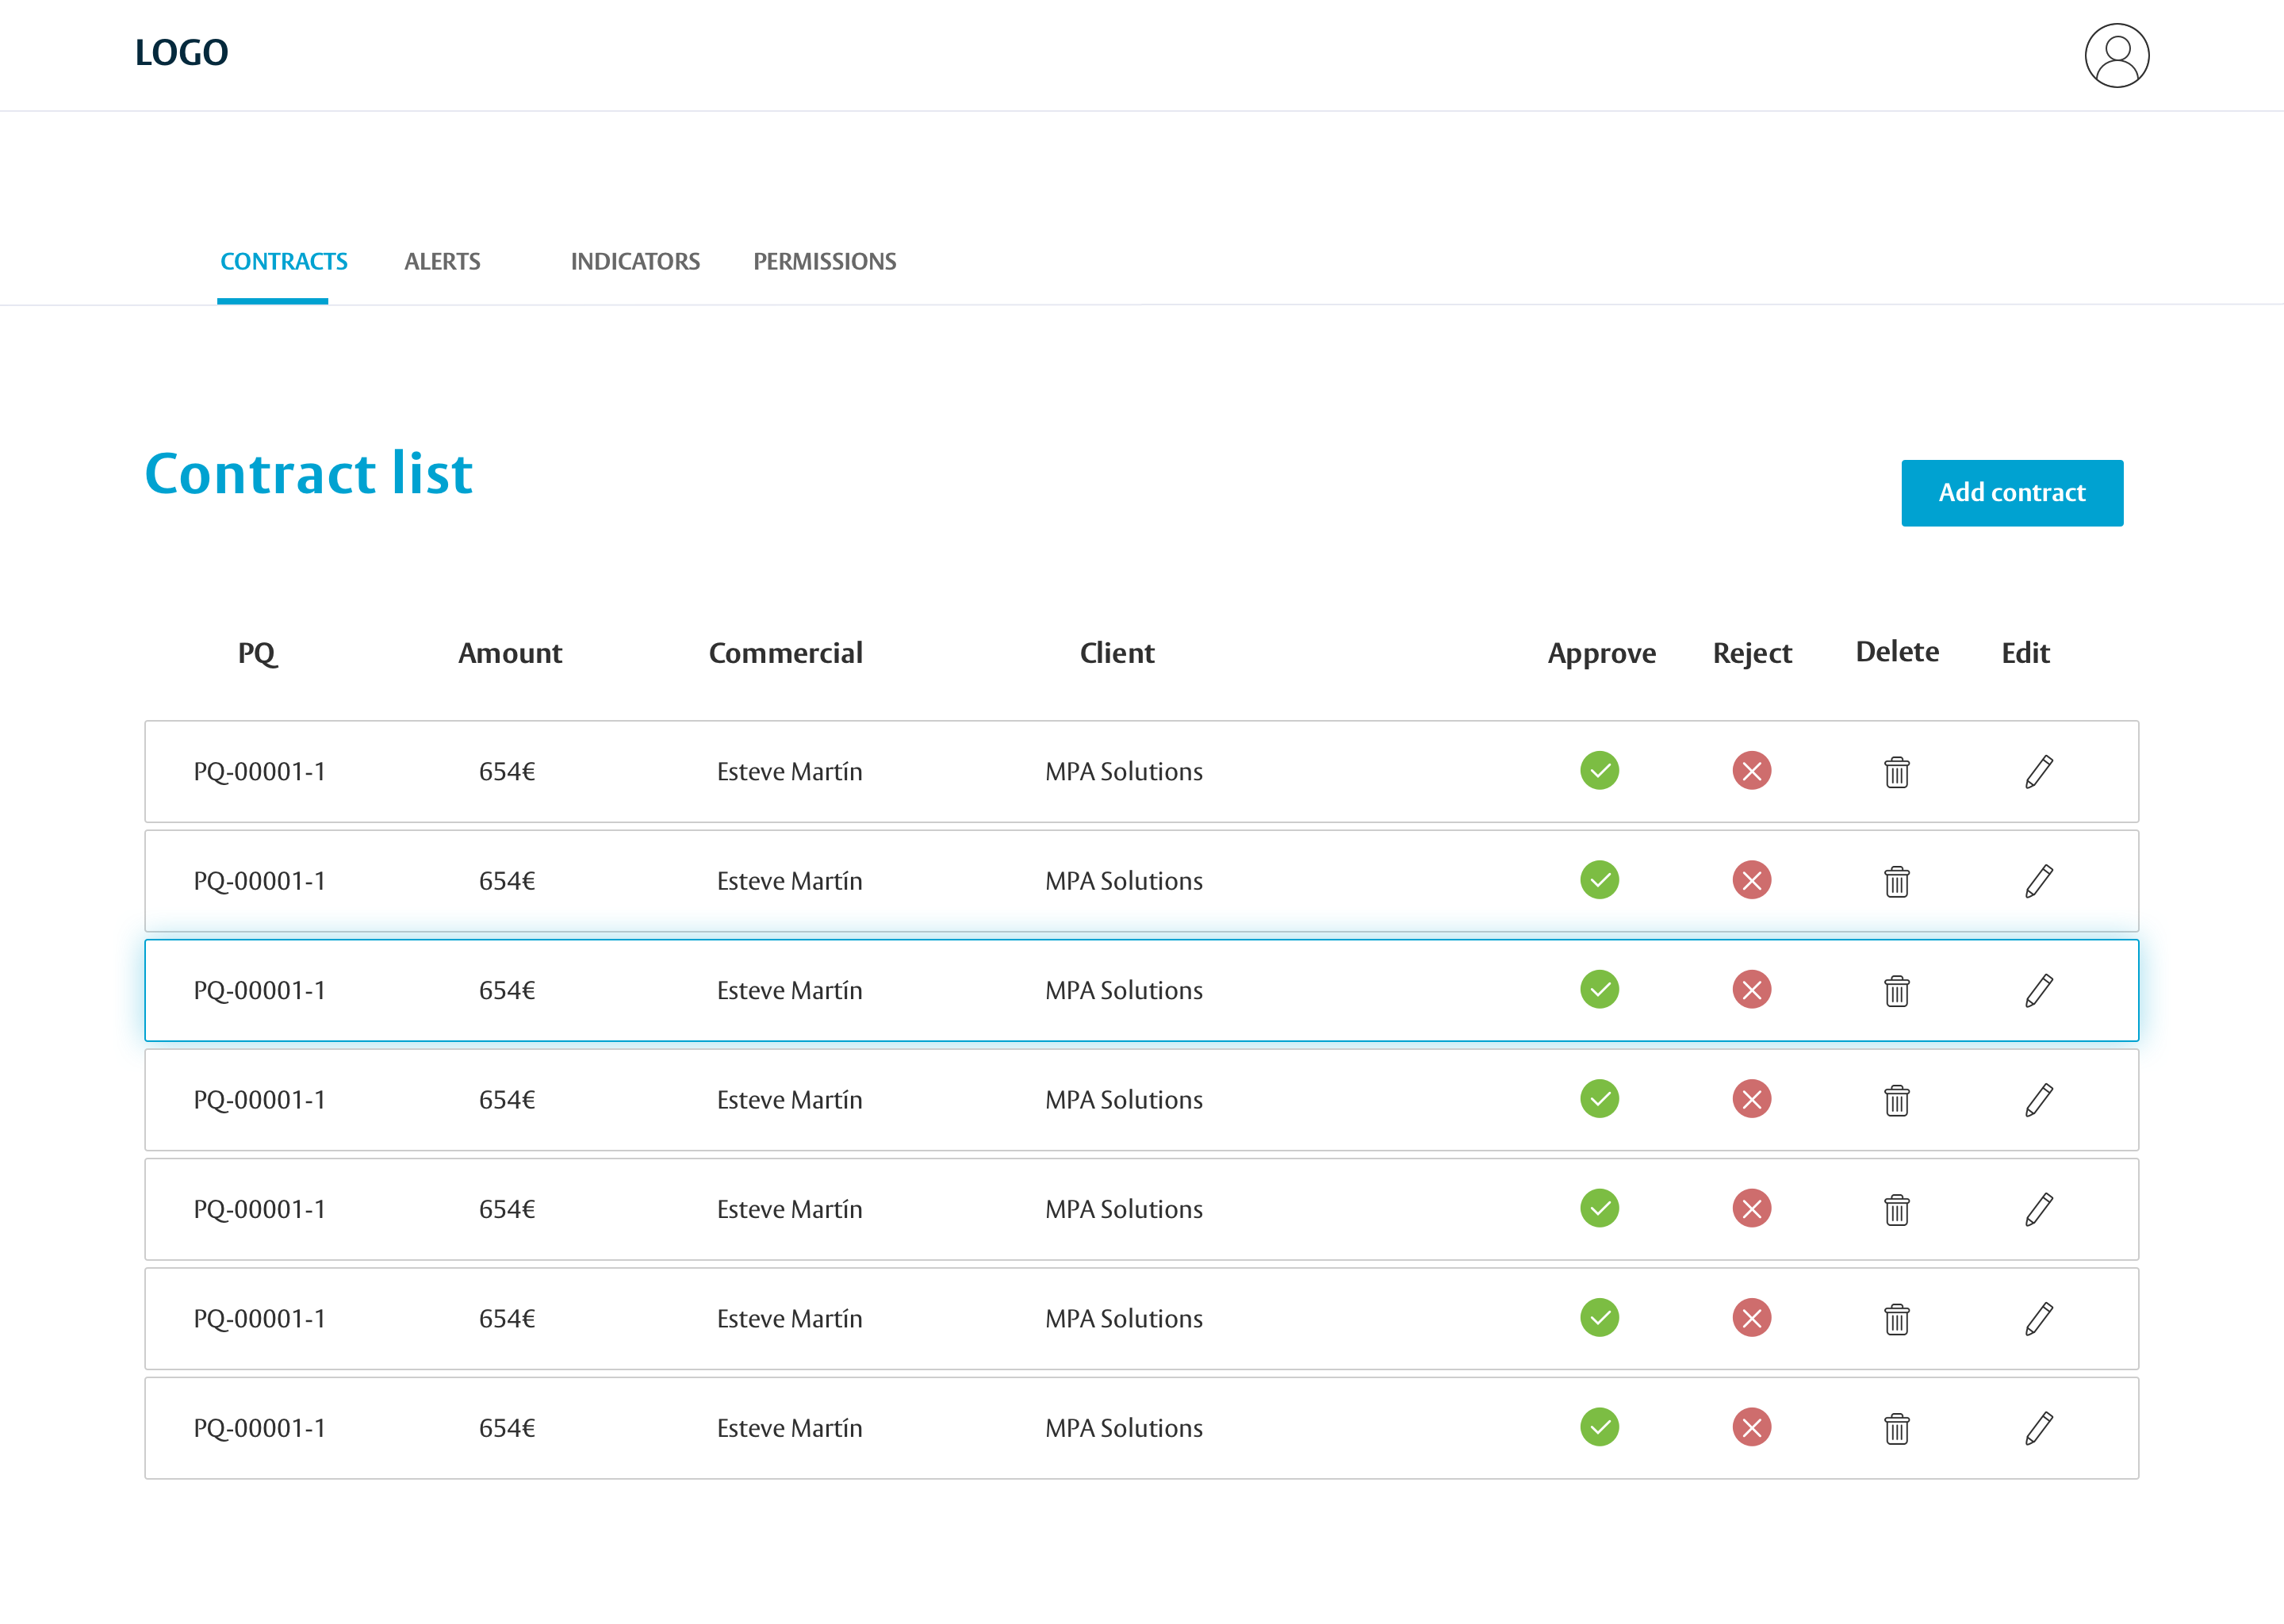 LOGO
CONTRACTS ALERTS INDICATORS PERMISSIONS
Contract list
Add contract
PQ Amount Commercial Client Approve Reject Delete Edit
PQ-00001-1 654€ Esteve Martín MPA Solutions
PQ-00001-1 654€ Esteve Martín MPA Solutions
PQ-00001-1 654€ Esteve Martín MPA Solutions
PQ-00001-1 654€ Esteve Martín MPA Solutions
PQ-00001-1 654€ Esteve Martín MPA Solutions
PQ-00001-1 654€ Esteve Martín MPA Solutions
PQ-00001-1 654€ Esteve Martín MPA Solutions